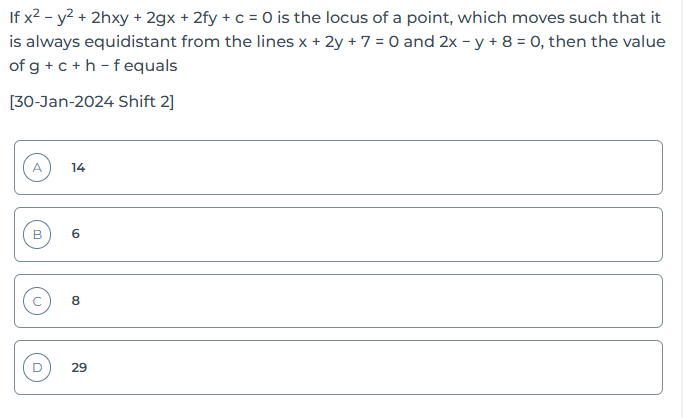 If x² − y² + 2hxy + 2gx + 2fy + c = 0 is the locus of a point, which moves such that it
is always equidistant from the lines x + 2y + 7 = 0 and 2x − y + 8 = 0, then the value
of g + c + h − f equals
[30-Jan-2024 Shift 2]
A 14
B 6
C 8
D 29